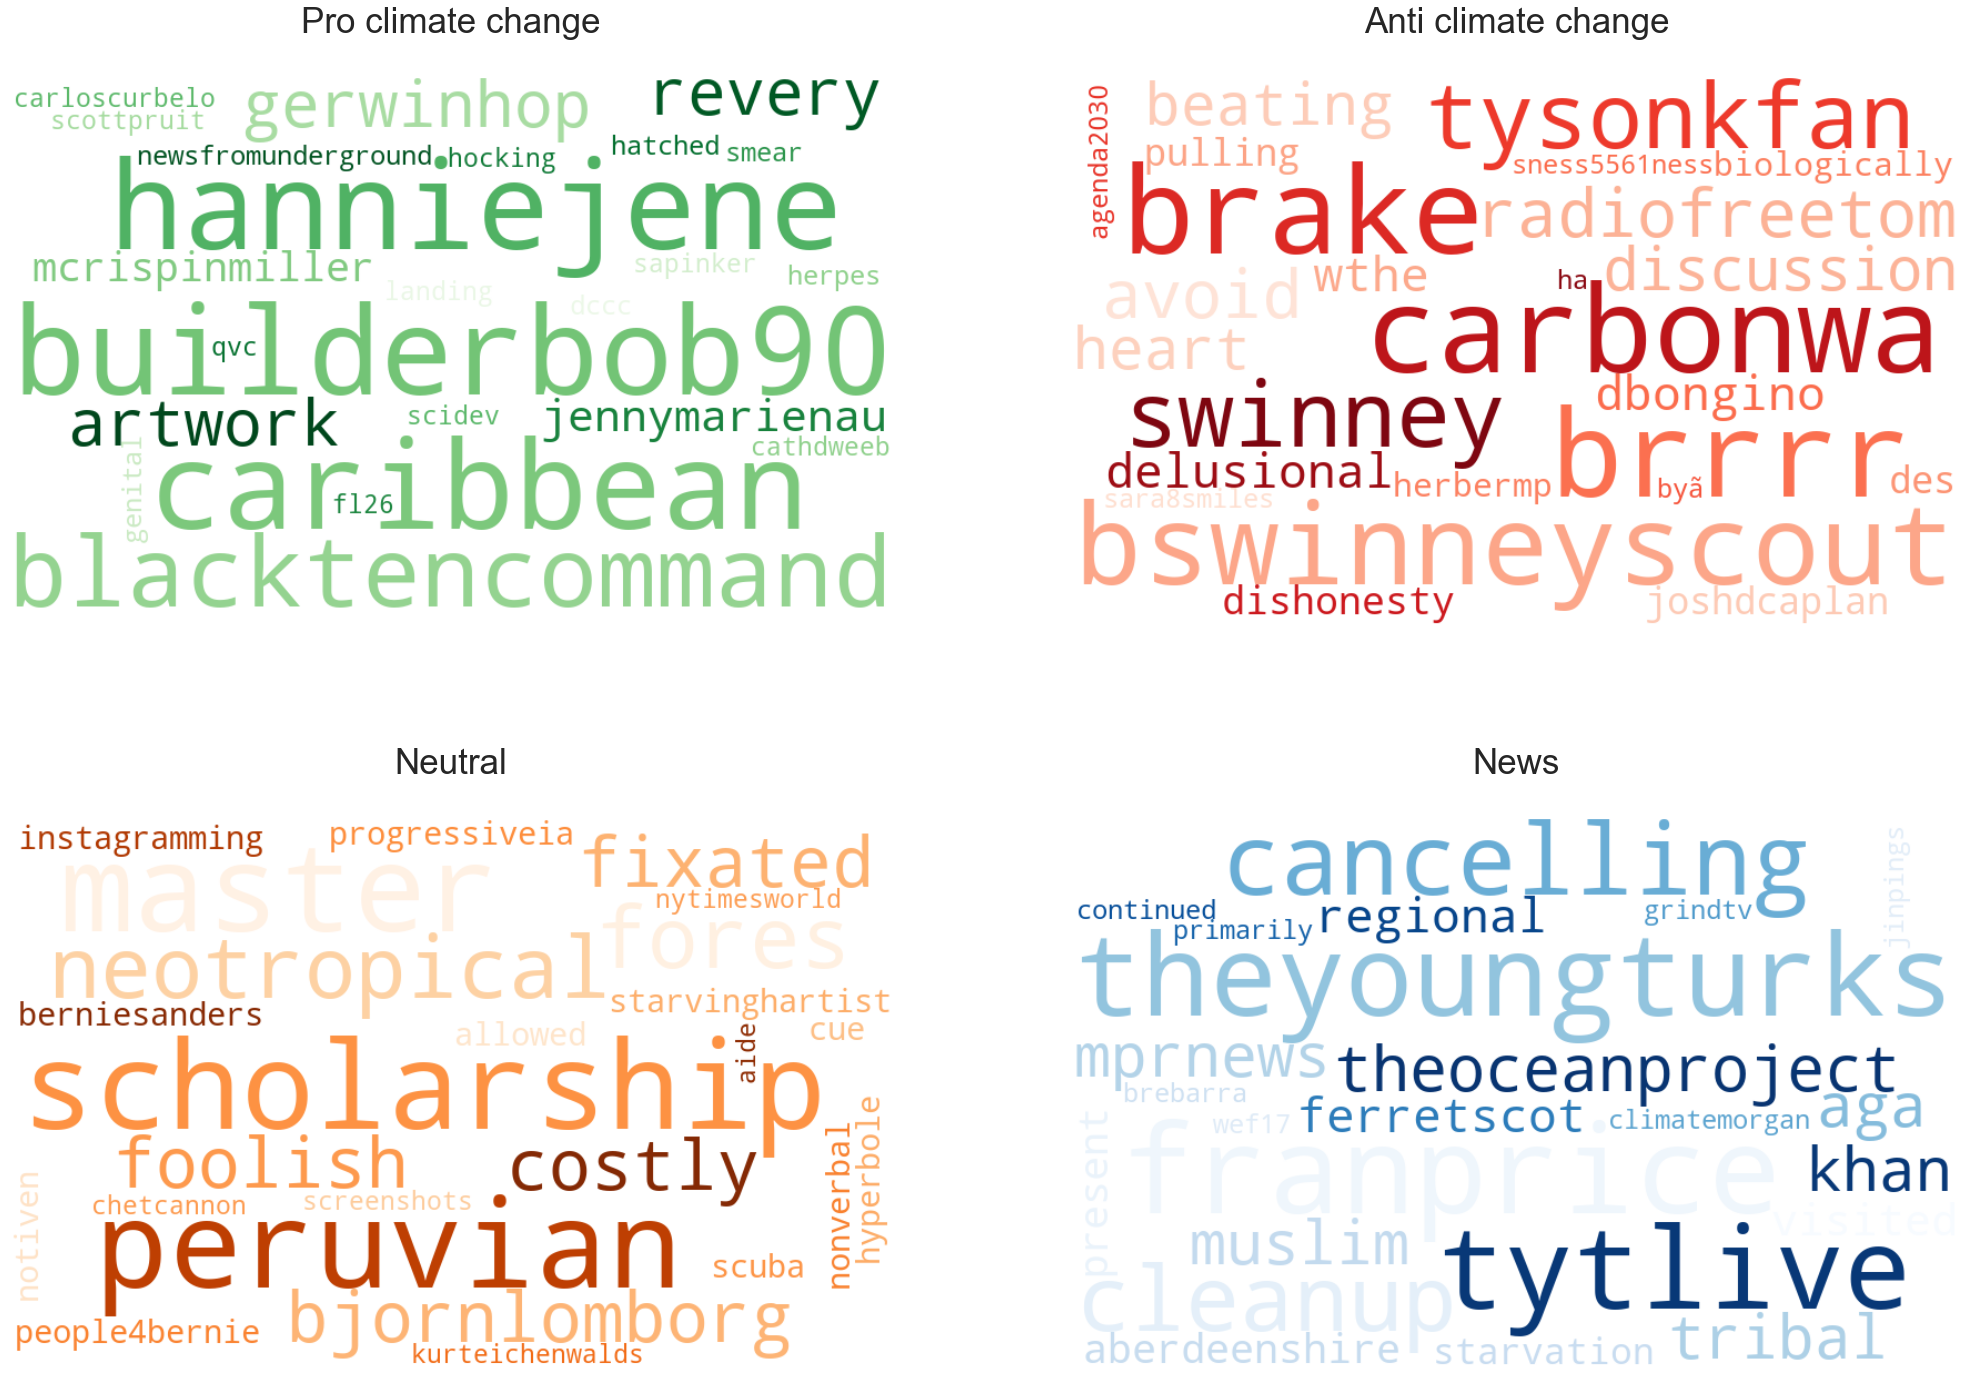 Pro climate change
carloscurbelo
scottpruit
gerwinhop
revery
newsfromunderground
hocking
hatched
smear
hanniejene
mcrispinmiller
landing
sapinker
dccc
herpes
builderbob90
qvc
artwork
scidev
jennymarienau
cathdweeb
genital
caribbean
fl26
blacktencommand
Anti climate change
agenda2030
beating
pulling
tysonkfan
sness5561ness
biologically
brake
radiofreetom
avoid
wthe
ha
discussion
heart
carbonwa
swinney
dbongino
delusional
herbermp
brrrr
byã
des
sara8smiles
bswinneyscout
dishonesty
joshdcaplan
Neutral
instagramming
progressiveia
master
fixated
nytimesworld
fores
neotropical
berniesanders
allowed
starvinghartist
cue
aide
scholarship
foolish
costly
nonverbal
hyperbole
notiven
chetcannon
screenshots
peruvian
scuba
people4bernie
bjornlomborg
kurteichenwalds
News
cancelling
jinpings
continued
primarily
regional
grindtv
theyoungturks
mprnews
theoceanproject
brebarra
wef17
ferretscot
climatemorgan
aga
present
franprice
khan
visited
muslim
tytlive
cleanup
aberdeenshire
starvation
tribal